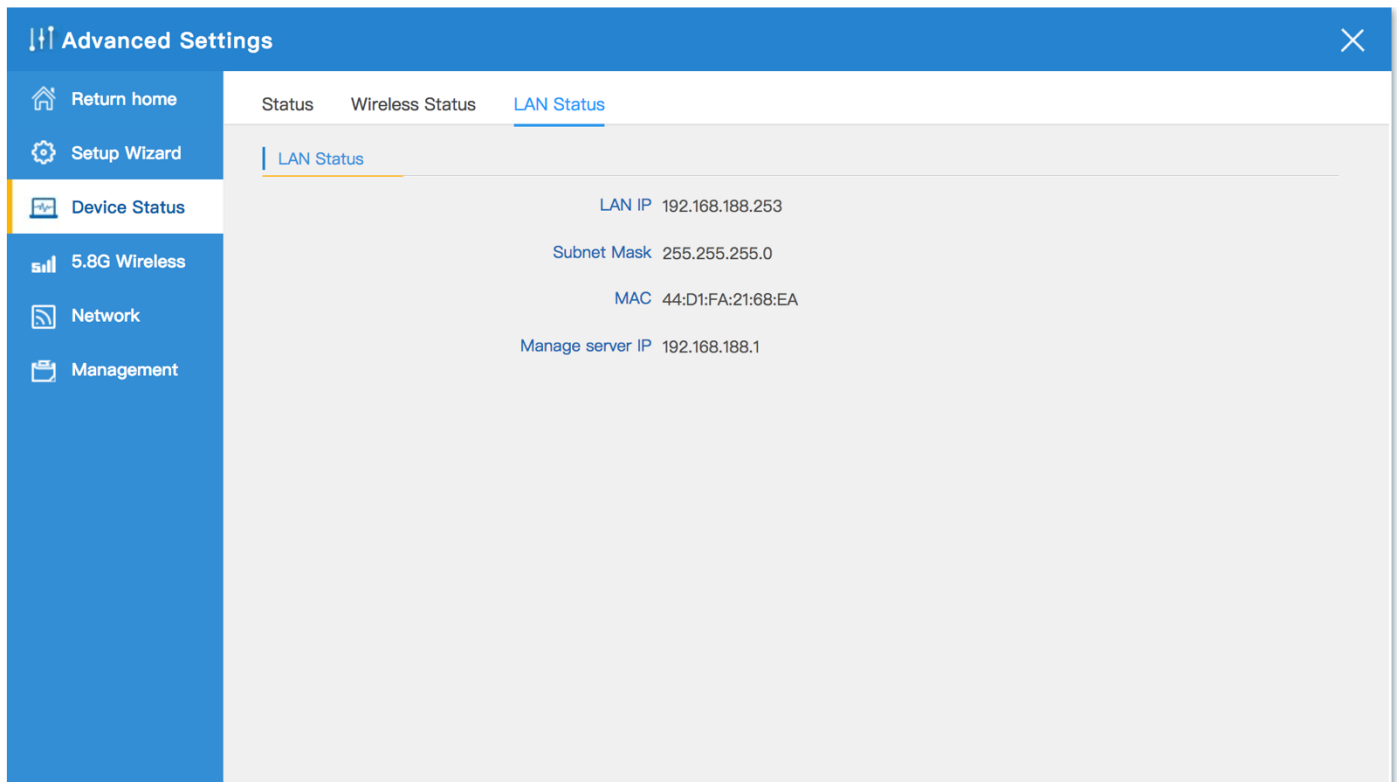 Advanced Settings
Return home
Setup Wizard
Device Status
5.8G Wireless
Network
Management
Status Wireless Status LAN Status
LAN Status
LAN IP 192.168.188.253
Subnet Mask 255.255.255.0
MAC 44:D1:FA:21:68:EA
Manage server IP 192.168.188.1